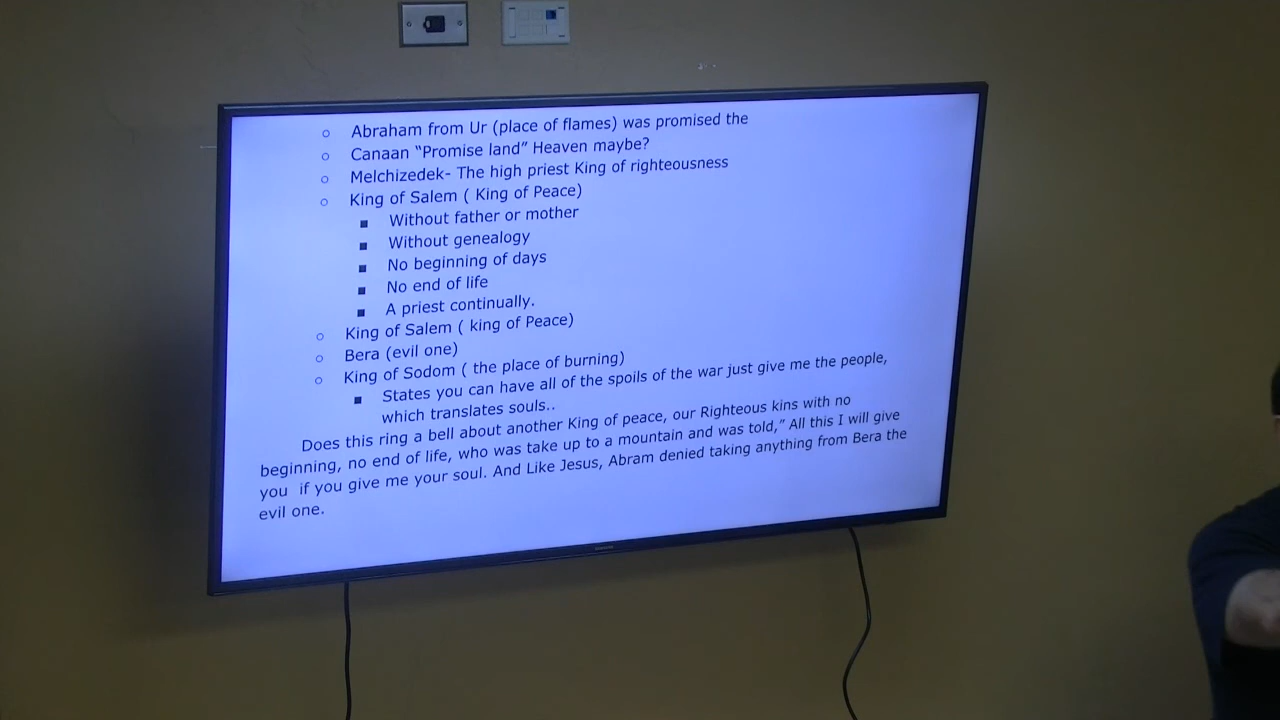 ○ Abraham from Ur (place of flames) was promised the
○ Canaan “Promise land” Heaven maybe?
○ Melchizedek- The high priest King of righteousness
○ King of Salem ( King of Peace)
■ Without father or mother
■ Without genealogy
■ No beginning of days
■ No end of life
■ A priest continually.
○ King of Salem ( king of Peace)
○ Bera (evil one)
○ King of Sodom ( the place of burning)
■ States you can have all of the spoils of the war just give me the people,
which translates souls..
Does this ring a bell about another King of peace, our Righteous kins with no
beginning, no end of life, who was take up to a mountain and was told,” All this I will give
you  if you give me your soul. And Like Jesus, Abram denied taking anything from Bera the
evil one.